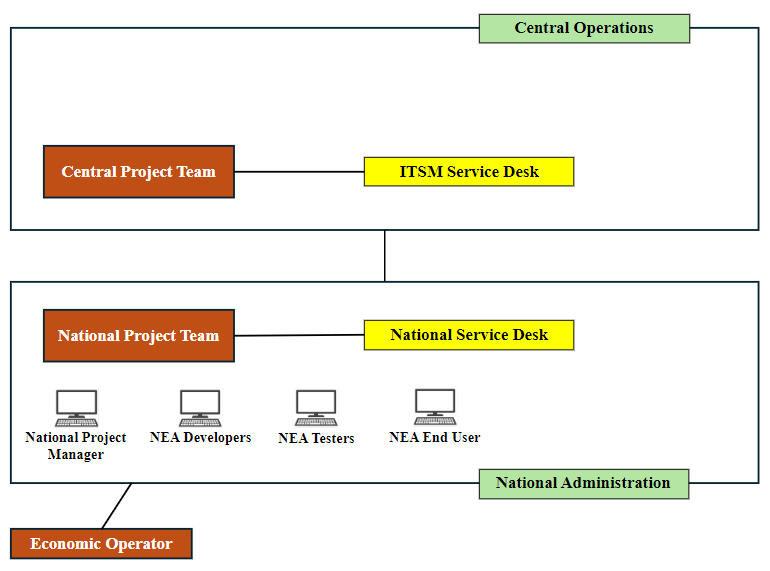 Central Operations
Central Project Team
ITSM Service Desk
National Project Team
National Service Desk
National Project
Manager
NEA Developers
NEA Testers
NEA End User
National Administration
Economic Operator